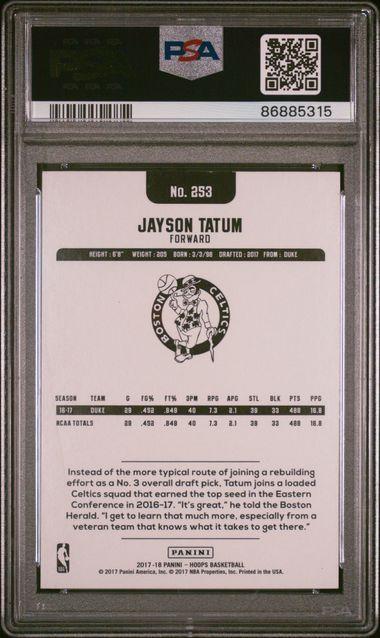 PSA
86885315
No. 253
JAYSON TATUM
FORWARD
HEIGHT: 6'8" WEIGHT: 205 BORN: 3/3/98 DRAFTED: 2017 FROM: DUKE
BOSTON CELTICS
SEASON TEAM G FG% FT% 3PM RPG APG STL BLK PTS PPG
16-17 DUKE 29 .452 .849 40 7.3 2.1 38 33 488 16.8
NCAA TOTALS 29 .452 .849 40 7.3 2.1 38 33 488 16.8
Instead of the more typical route of joining a rebuilding
effort as a No. 3 overall draft pick, Tatum joins a loaded
Celtics squad that earned the top seed in the Eastern
Conference in 2016–17. “It’s great,” he told the Boston
Herald. “I get to learn that much more, especially from a
veteran team that knows what it takes to get there.”
PANINI
2017-18 PANINI – HOOPS BASKETBALL
© 2017 Panini America, Inc. © 2017 NBA Properties, Inc. Printed in the USA.
PSA